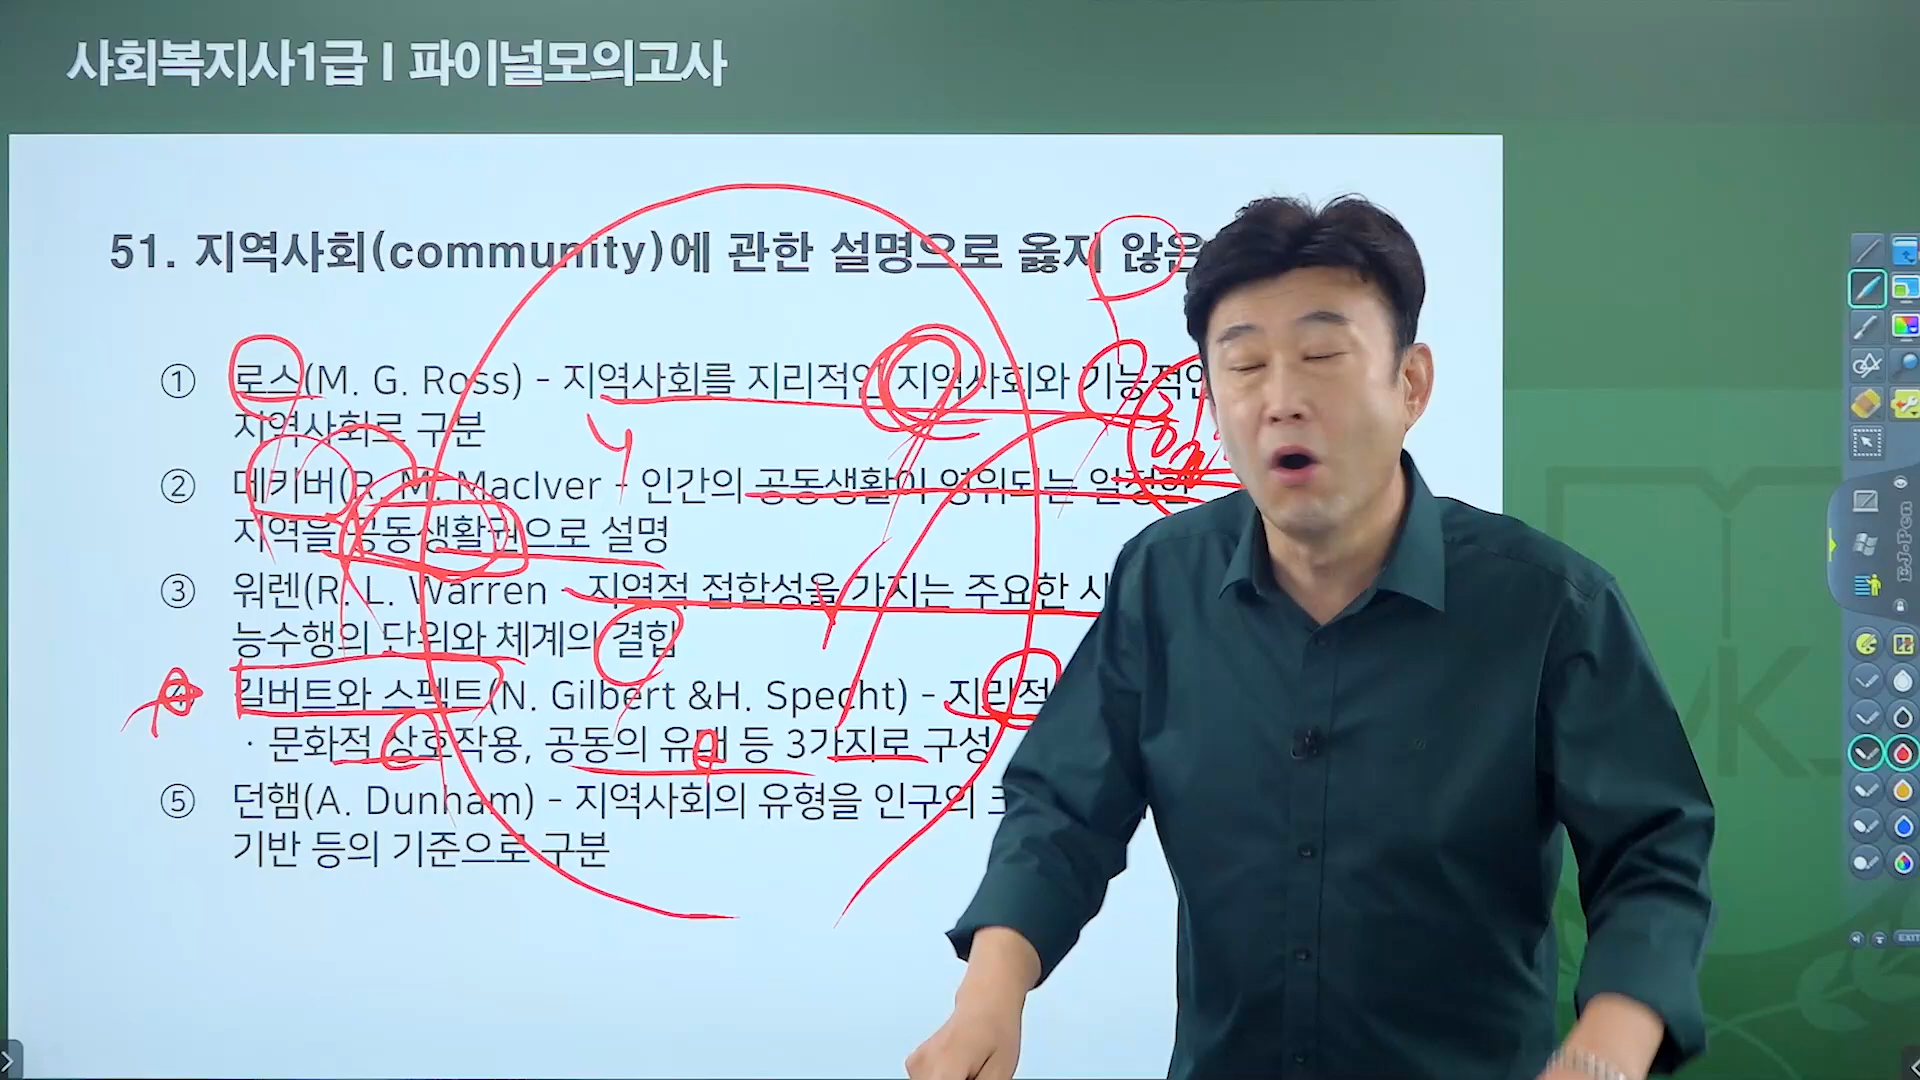 사회복지사1급 I 파이널모의고사
51. 지역사회(community)에 관한 설명으로 옳지 않은
① 로스(M. G. Ross) - 지역사회를 지리적인 지역사회와 기능적인
지역사회로 구분
② 메키버(R. M. MacIver - 인간의 공동생활이 영위되는 일정한
지역을 공동생활권으로 설명
③ 워렌(R. L. Warren - 지역적 접합성을 가지는 주요한 사
능수행의 단위와 체계의 결합
④ 길버트와 스펙트(N. Gilbert &H. Specht) - 지리적
· 문화적 상호작용, 공동의 유대 등 3가지로 구성
⑤ 던햄(A. Dunham) - 지역사회의 유형을 인구의 크
기반 등의 기준으로 구분
EJ-Pen
EXIT